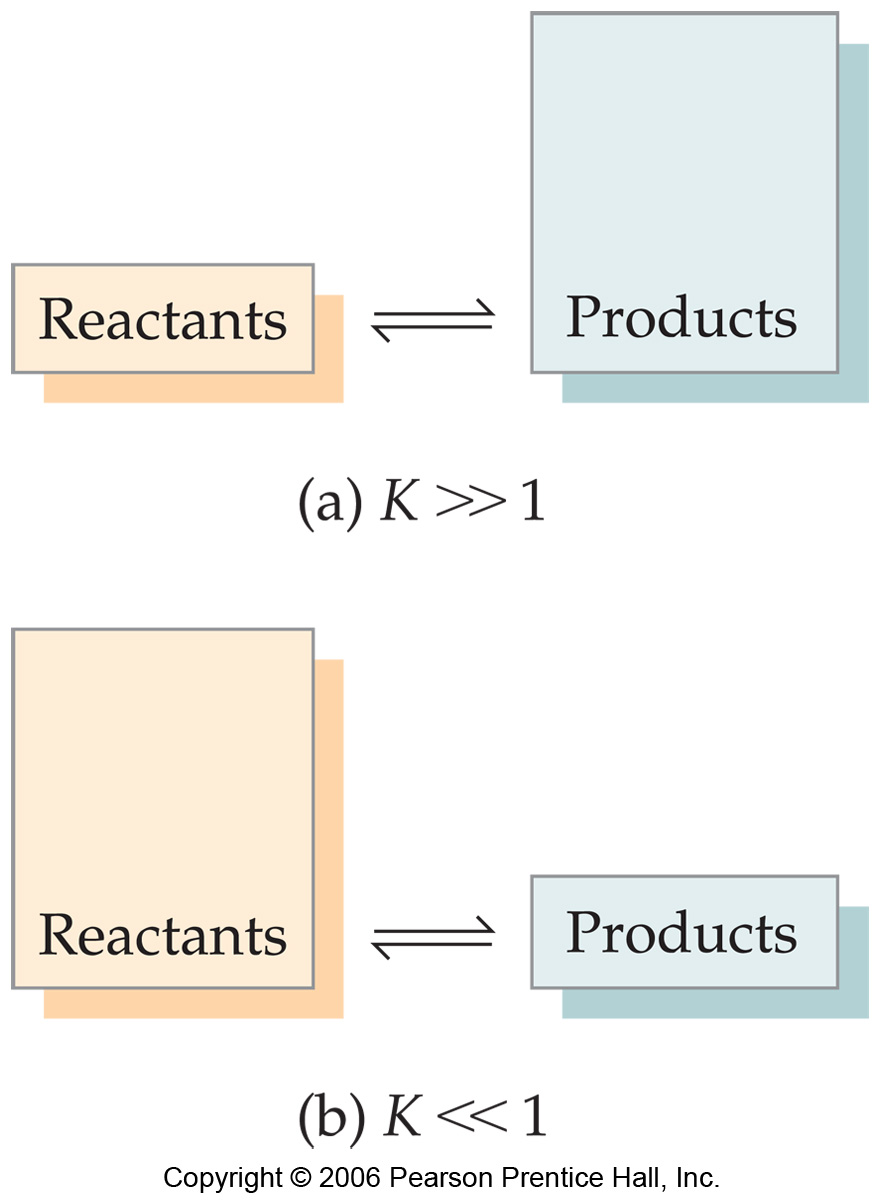 Reactants ⇌ Products
(a) K >> 1
Reactants ⇌ Products
(b) K << 1
Copyright © 2006 Pearson Prentice Hall, Inc.